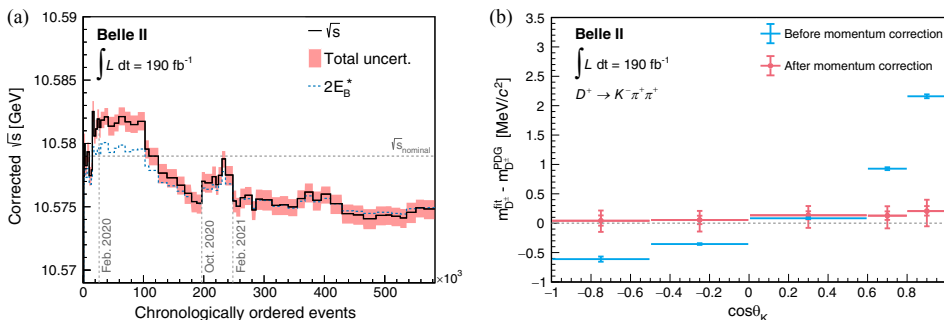 (a)
Corrected √s [GeV]
10.59
10.585
10.58
10.575
10.57
Belle II
∫ L dt = 190 fb⁻¹
√s
Total uncert.
2E*_B
√s_nominal
Feb. 2020
Oct. 2020
Feb. 2021
0 100 200 300 400 500
×10³
Chronologically ordered events
(b)
m^fit_D± - m^PDG_D± [MeV/c²]
3.5
3
2.5
2
1.5
1
0.5
0
−0.5
−1
Belle II
∫ L dt = 190 fb⁻¹
D⁺ → K⁻π⁺π⁺
Before momentum correction
After momentum correction
−1 −0.8 −0.6 −0.4 −0.2 0 0.2 0.4 0.6 0.8
cosθ_K